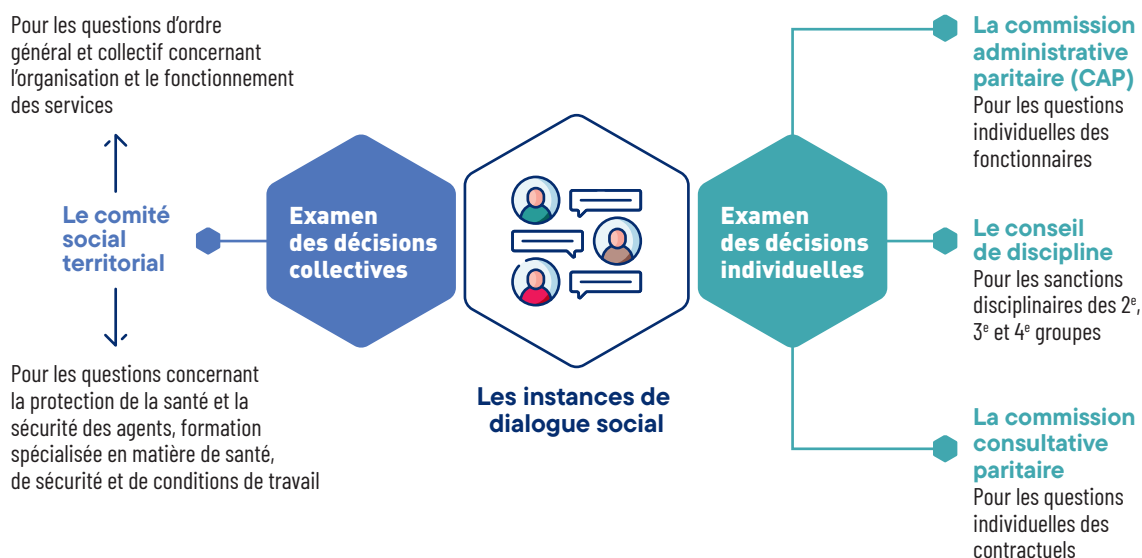 Pour les questions d’ordre
général et collectif concernant
l’organisation et le fonctionnement
des services
Le comité
social
territorial
Pour les questions concernant
la protection de la santé et la
sécurité des agents, formation
spécialisée en matière de santé,
de sécurité et de conditions de travail
Examen
des décisions
collectives
Les instances de
dialogue social
Examen
des décisions
individuelles
La commission
administrative
paritaire (CAP)
Pour les questions
individuelles des
fonctionnaires
Le conseil
de discipline
Pour les sanctions
disciplinaires des 2e,
3e et 4e groupes
La commission
consultative
paritaire
Pour les questions
individuelles des
contractuels